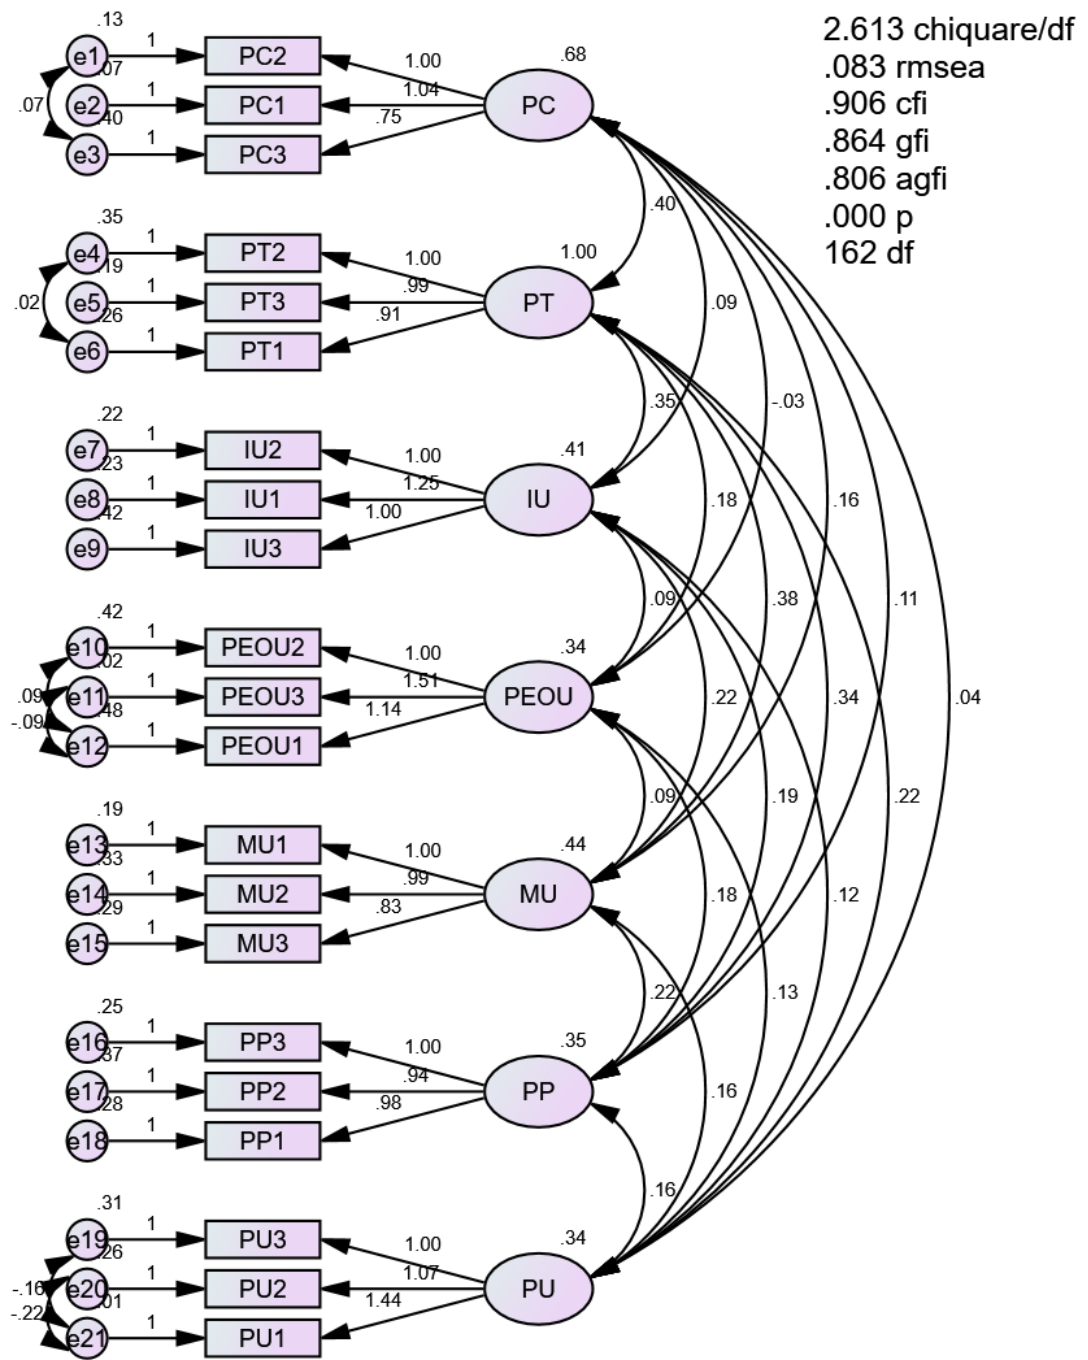 2.613 chiquare/df
.083 rmsea
.906 cfi
.864 gfi
.806 agfi
.000 p
162 df
.13
e1
1
PC2
1.00
.68
.07
e2
1
PC1
1.04
PC
.07
.40
e3
1
PC3
.75
.40
.35
e4
1
PT2
1.00
1.00
.19
e5
1
PT3
.99
PT
.09
.02
.26
e6
1
PT1
.91
.35
-.03
.22
e7
1
IU2
1.00
.41
.23
e8
1
IU1
1.25
IU
.18
.16
.42
e9
1
IU3
1.00
.09
.38
.11
.42
e10
1
PEOU2
1.00
.34
.02
e11
1
PEOU3
1.51
PEOU
.22
.34
.04
.09
-.09
.48
e12
1
PEOU1
1.14
.09
.19
.22
.19
e13
1
MU1
1.00
.44
.33
e14
1
MU2
.99
MU
.18
.12
.29
e15
1
MU3
.83
.22
.13
.25
e16
1
PP3
1.00
.35
.37
e17
1
PP2
.94
PP
.16
.28
e18
1
PP1
.98
.16
.31
e19
1
PU3
1.00
.34
.26
e20
1
PU2
1.07
PU
-.16
-.22
.01
e21
1
PU1
1.44